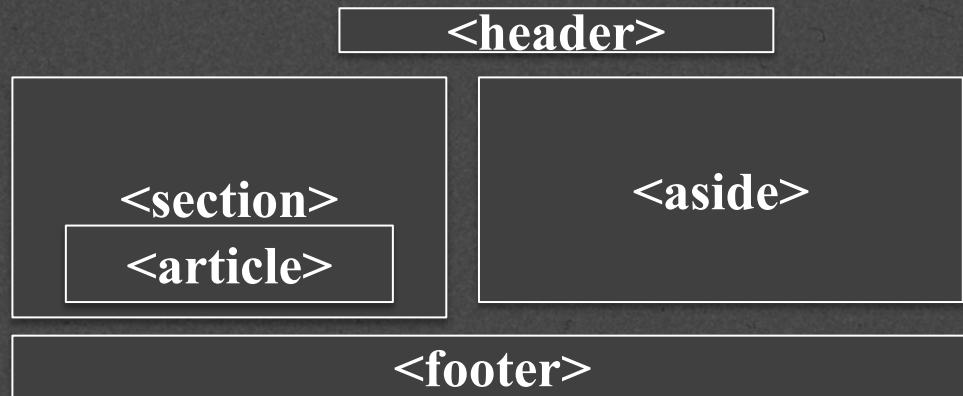 <header>
<section>
<article>
<aside>
<footer>